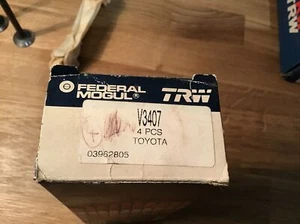 FEDERAL
MOGUL
TRW
V3407
4 PCS
TOYOTA
03962805